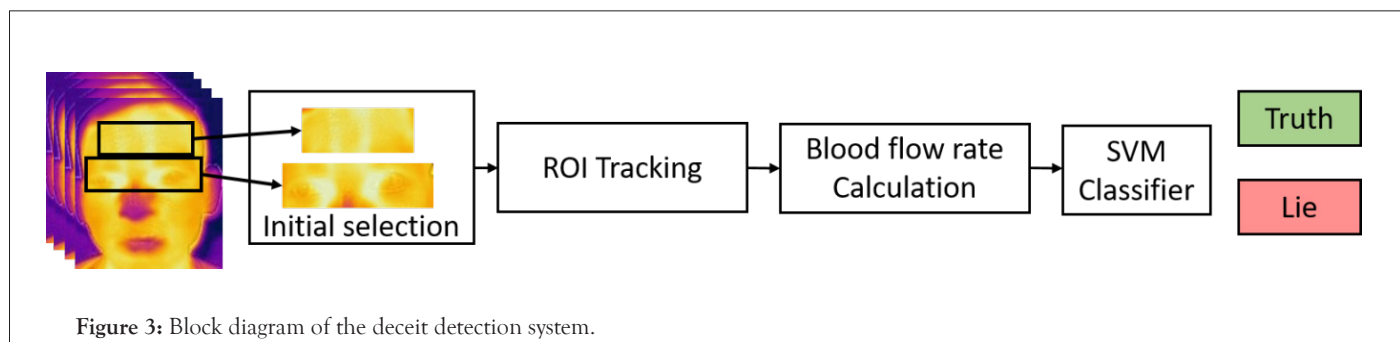 Initial selection
ROI Tracking
Blood flow rate
Calculation
SVM
Classifier
Truth
Lie
Figure 3: Block diagram of the deceit detection system.